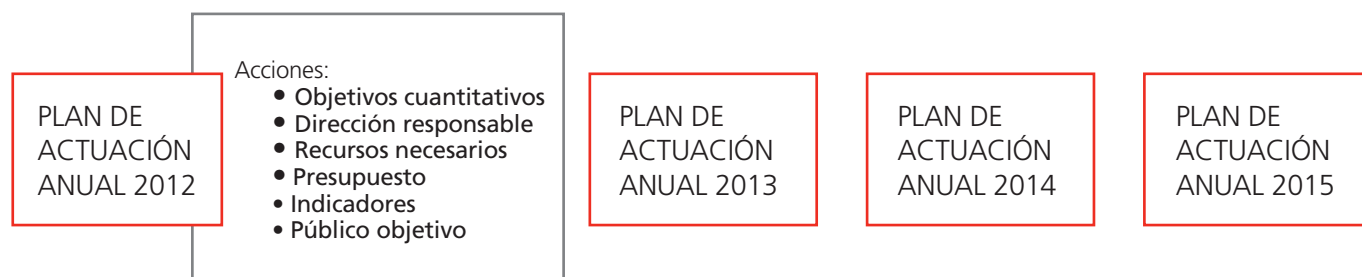 PLAN DE
ACTUACIÓN
ANUAL 2012
Acciones:
• Objetivos cuantitativos
• Dirección responsable
• Recursos necesarios
• Presupuesto
• Indicadores
• Público objetivo
PLAN DE
ACTUACIÓN
ANUAL 2013
PLAN DE
ACTUACIÓN
ANUAL 2014
PLAN DE
ACTUACIÓN
ANUAL 2015